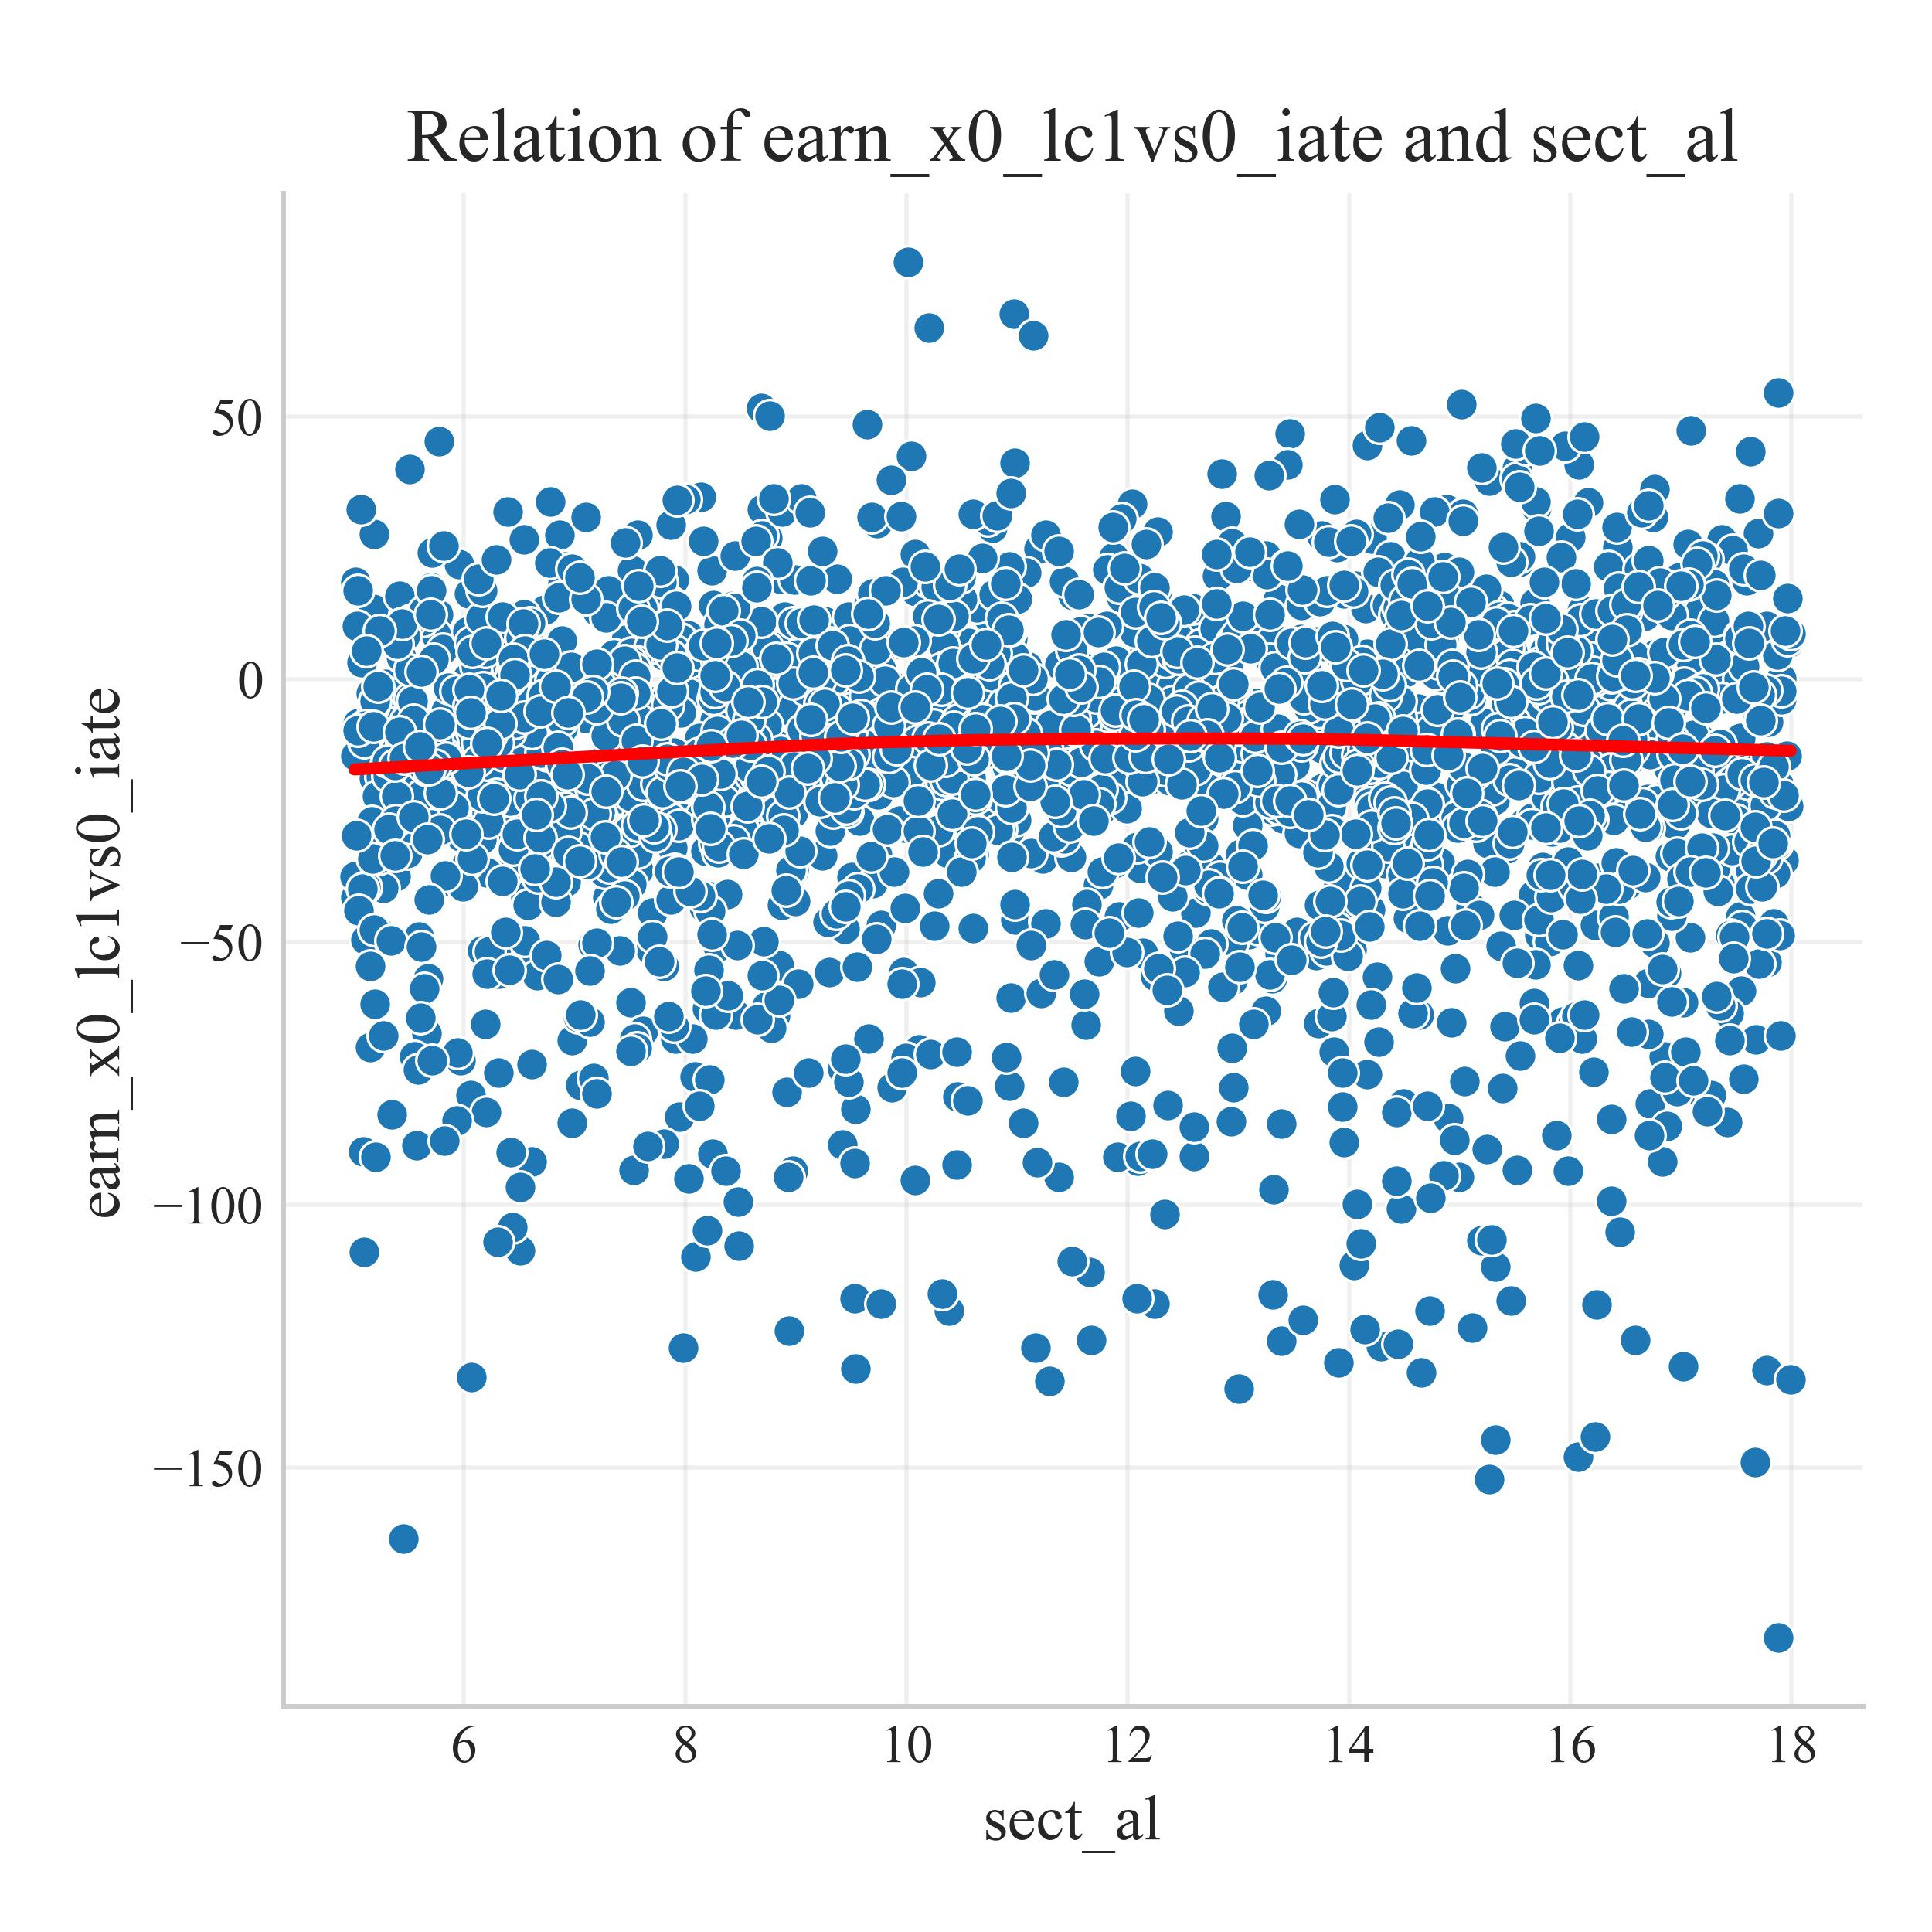 Relation of earn_x0_lc1vs0_iate and sect_al
earn_x0_lc1vs0_iate
50
0
−50
−100
−150
6 8 10 12 14 16 18
sect_al